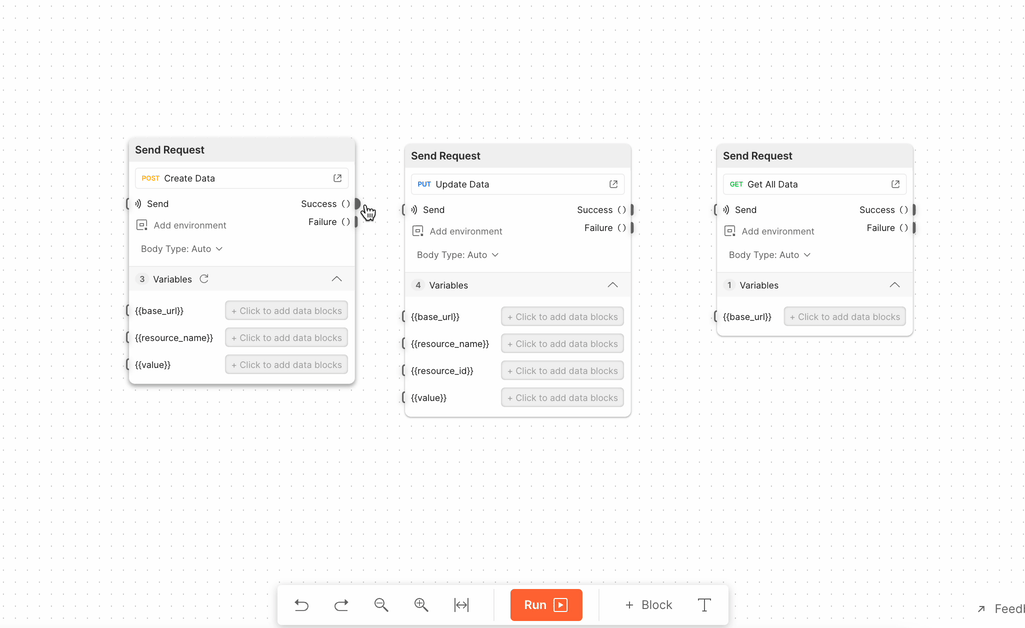 Send Request
POST Create Data
Send
Success ()
Add environment
Failure ()
Body Type: Auto
3 Variables
{{base_url}} + Click to add data blocks
{{resource_name}} + Click to add data blocks
{{value}} + Click to add data blocks
Send Request
PUT Update Data
Send
Success ()
Add environment
Failure ()
Body Type: Auto
4 Variables
{{base_url}} + Click to add data blocks
{{resource_name}} + Click to add data blocks
{{resource_id}} + Click to add data blocks
{{value}} + Click to add data blocks
Send Request
GET Get All Data
Send
Success ()
Add environment
Failure ()
Body Type: Auto
1 Variables
{{base_url}} + Click to add data blocks
Run
+ Block
T